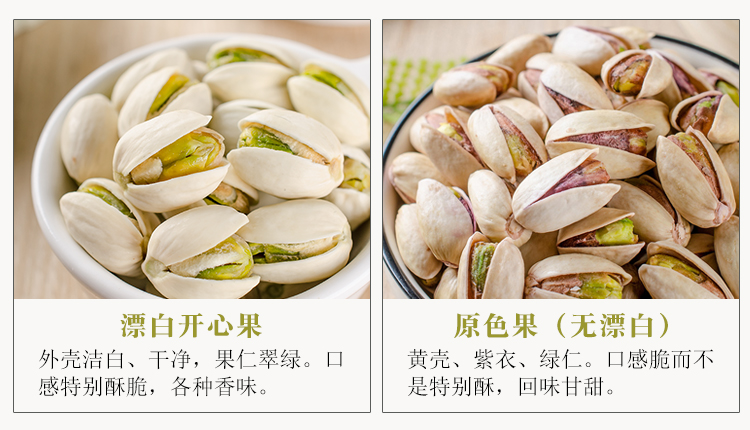 漂白开心果
外壳洁白、干净，果仁翠绿。口
感特别酥脆，各种香味。
原色果（无漂白）
黄壳、紫衣、绿仁。口感脆而不
是特别酥，回味甘甜。